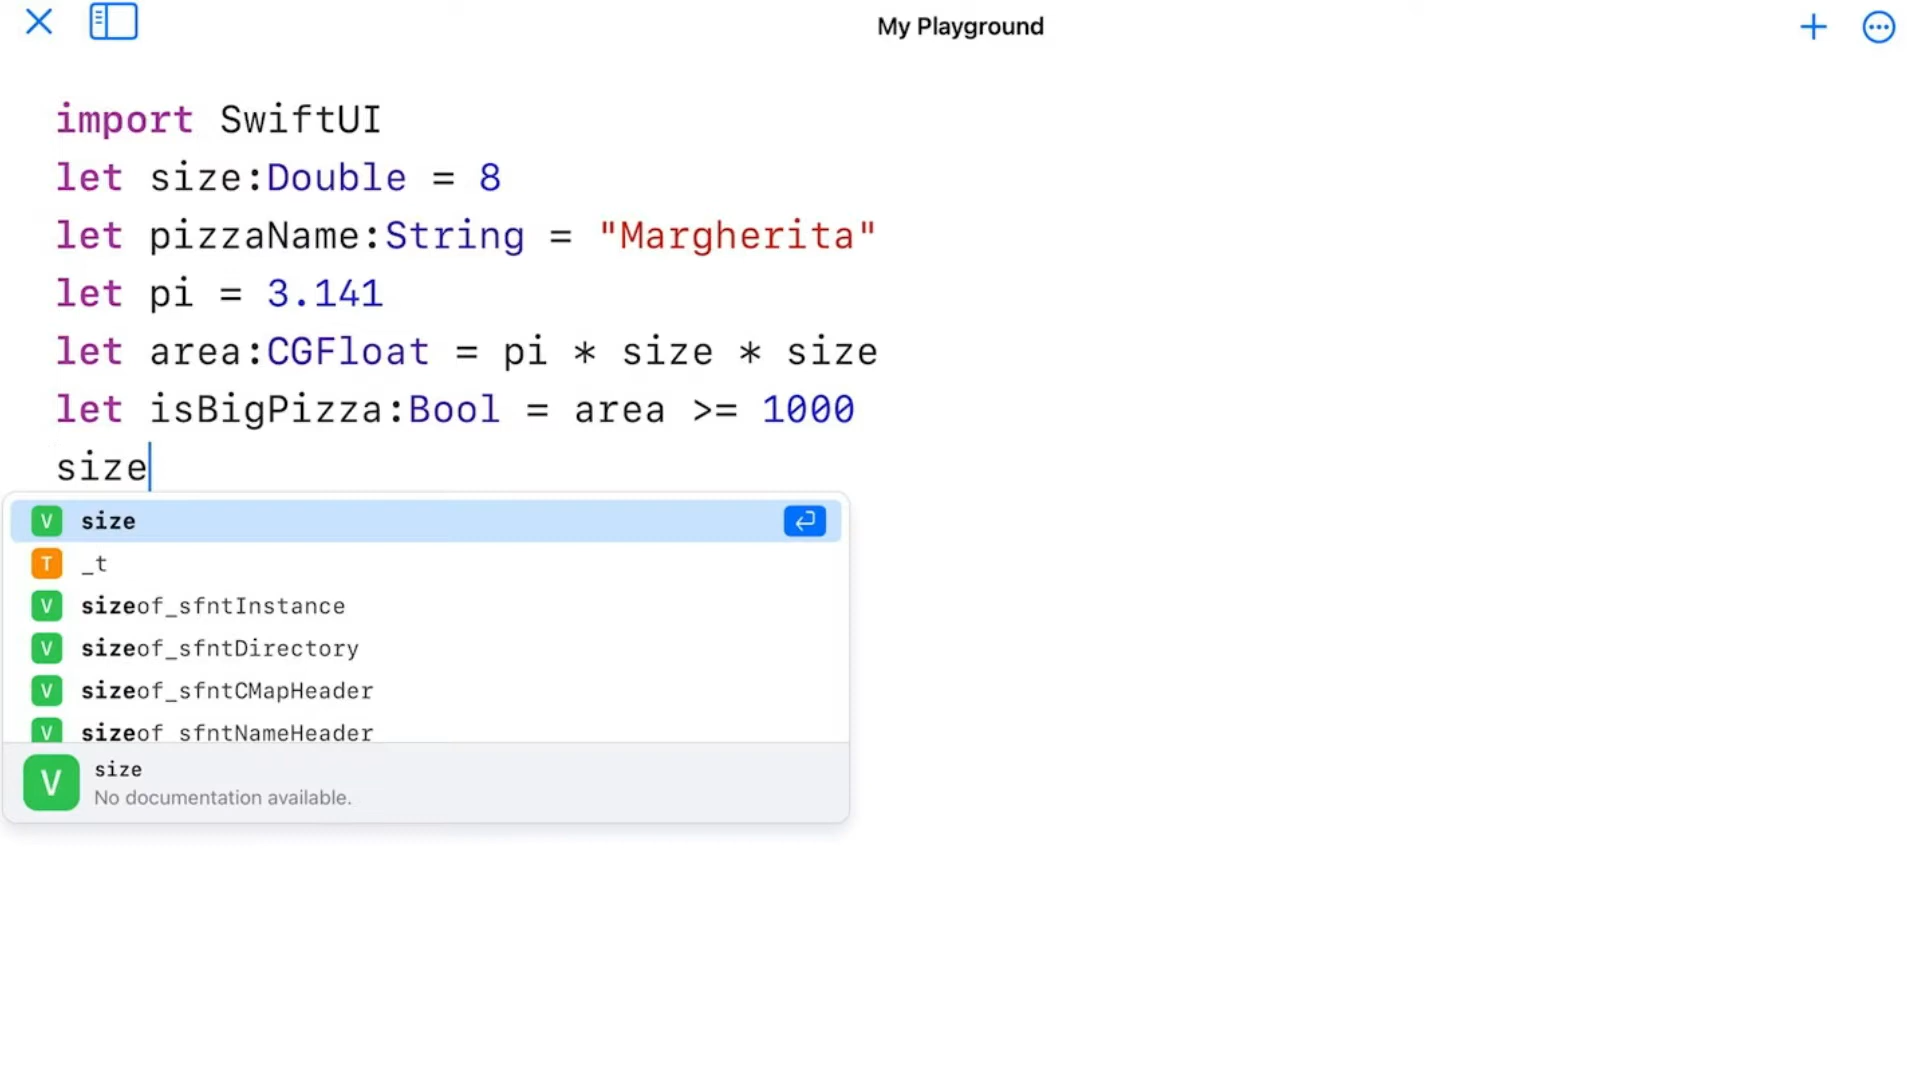 My Playground
import SwiftUI
let size:Double = 8
let pizzaName:String = "Margherita"
let pi = 3.141
let area:CGFloat = pi * size * size
let isBigPizza:Bool = area >= 1000
size
V size
T _t
V sizeof_sfntInstance
V sizeof_sfntDirectory
V sizeof_sfntCMapHeader
V sizeof_sfntNameHeader
V size
No documentation available.